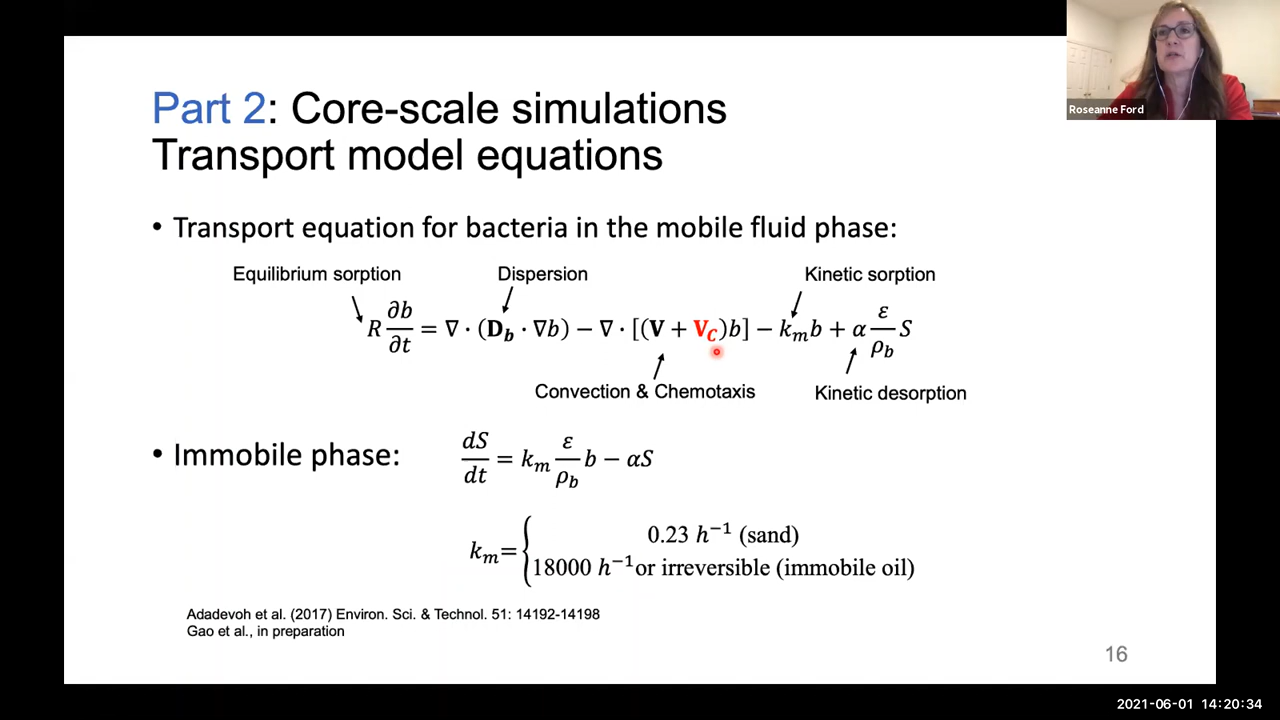 Roseanne Ford
Part 2: Core-scale simulations
Transport model equations
• Transport equation for bacteria in the mobile fluid phase:
Equilibrium sorption Dispersion Kinetic sorption
R ∂b/∂t = ∇ · (D_b · ∇b) − ∇ · [(V + V_C)b] − k_m b + α ε/ρ_b S
Convection & Chemotaxis Kinetic desorption
• Immobile phase: dS/dt = k_m ε/ρ_b b − αS
k_m= { 0.23 h⁻¹ (sand)
18000 h⁻¹or irreversible (immobile oil)
Adadevoh et al. (2017) Environ. Sci. & Technol. 51: 14192-14198
Gao et al., in preparation
16
2021-06-01 14:20:34